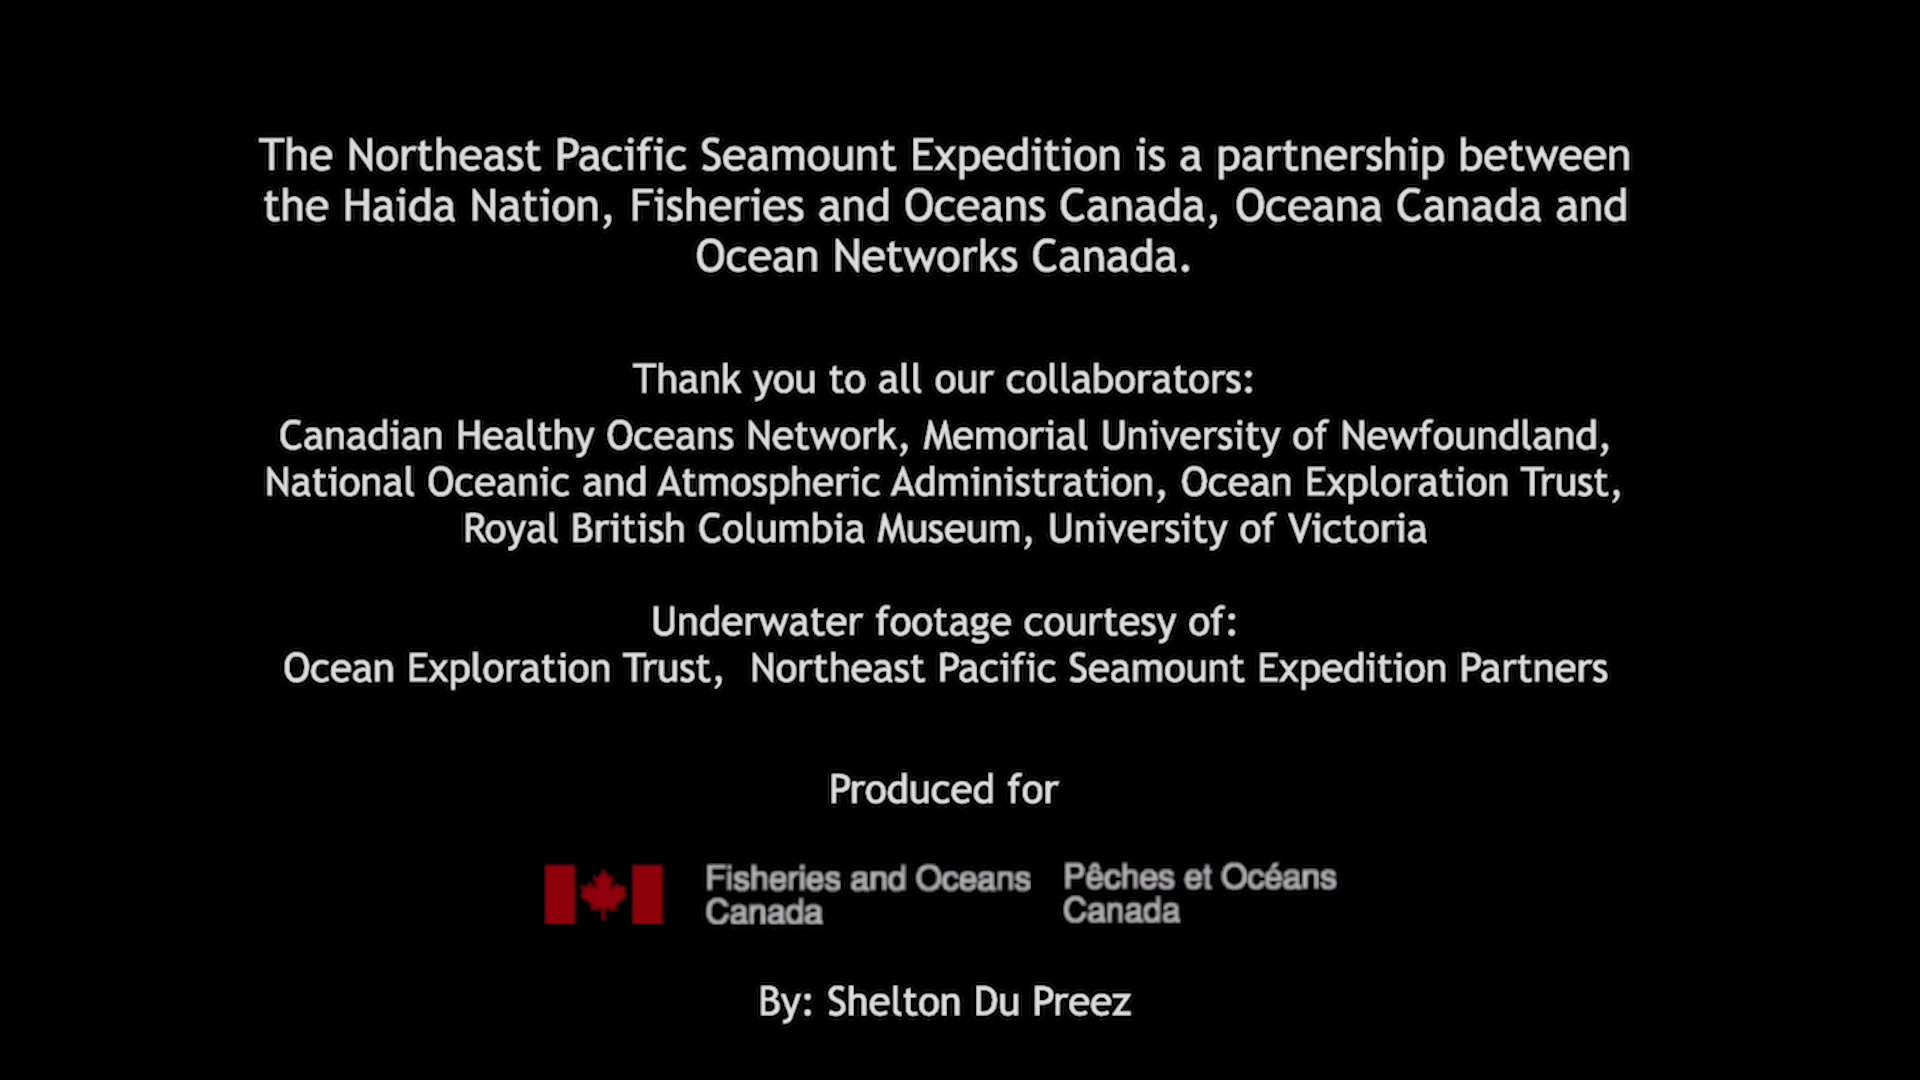 The Northeast Pacific Seamount Expedition is a partnership between
the Haida Nation, Fisheries and Oceans Canada, Oceana Canada and
Ocean Networks Canada.
Thank you to all our collaborators:
Canadian Healthy Oceans Network, Memorial University of Newfoundland,
National Oceanic and Atmospheric Administration, Ocean Exploration Trust,
Royal British Columbia Museum, University of Victoria
Underwater footage courtesy of:
Ocean Exploration Trust, Northeast Pacific Seamount Expedition Partners
Produced for
Fisheries and Oceans
Canada
Pêches et Océans
Canada
By: Shelton Du Preez